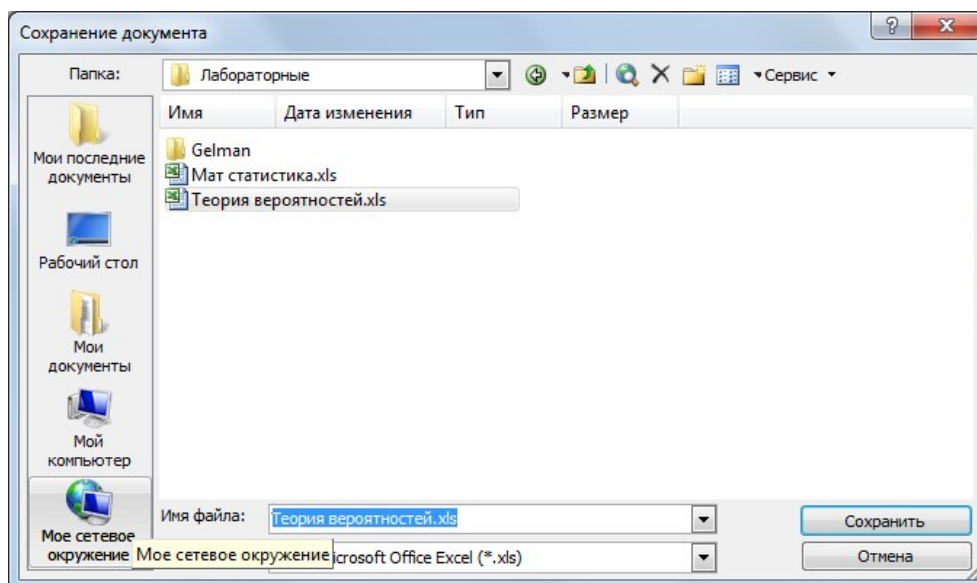 Сохранение документа
Папка:
Лабораторные
Сервис
Имя
Дата изменения
Тип
Размер
Gelman
Мат статистика.xls
Теория вероятностей.xls
Мои последние
документы
Рабочий стол
Мои
документы
Мой
компьютер
Мое сетевое
окружение
Мое сетевое окружение
Имя файла:
Теория вероятностей.xls
Сохранить
Office Excel (*.xls)
Отмена